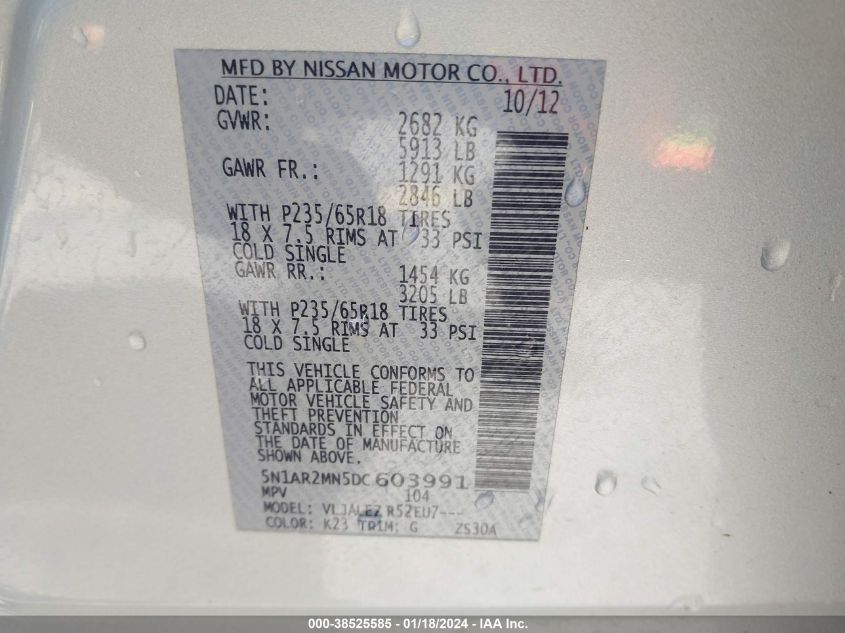 MFD BY NISSAN MOTOR CO., LTD.
DATE: 10/12
GVWR: 2682 KG
5913 LB
GAWR FR.: 1291 KG
2846 LB
WITH P235/65R18 TIRES
18 X 7.5 RIMS AT 33 PSI
COLD SINGLE
GAWR RR.: 1454 KG
3205 LB
WITH P235/65R18 TIRES
18 X 7.5 RIMS AT 33 PSI
COLD SINGLE
THIS VEHICLE CONFORMS TO
ALL APPLICABLE FEDERAL
MOTOR VEHICLE SAFETY AND
THEFT PREVENTION
STANDARDS IN EFFECT ON
THE DATE OF MANUFACTURE
SHOWN ABOVE.
5N1AR2MN5DC603991
MPV 104
MODEL: R52EU7---
COLOR: K23 TRIM: G ZS30A
000-38525585 - 01/18/2024 - IAA Inc.